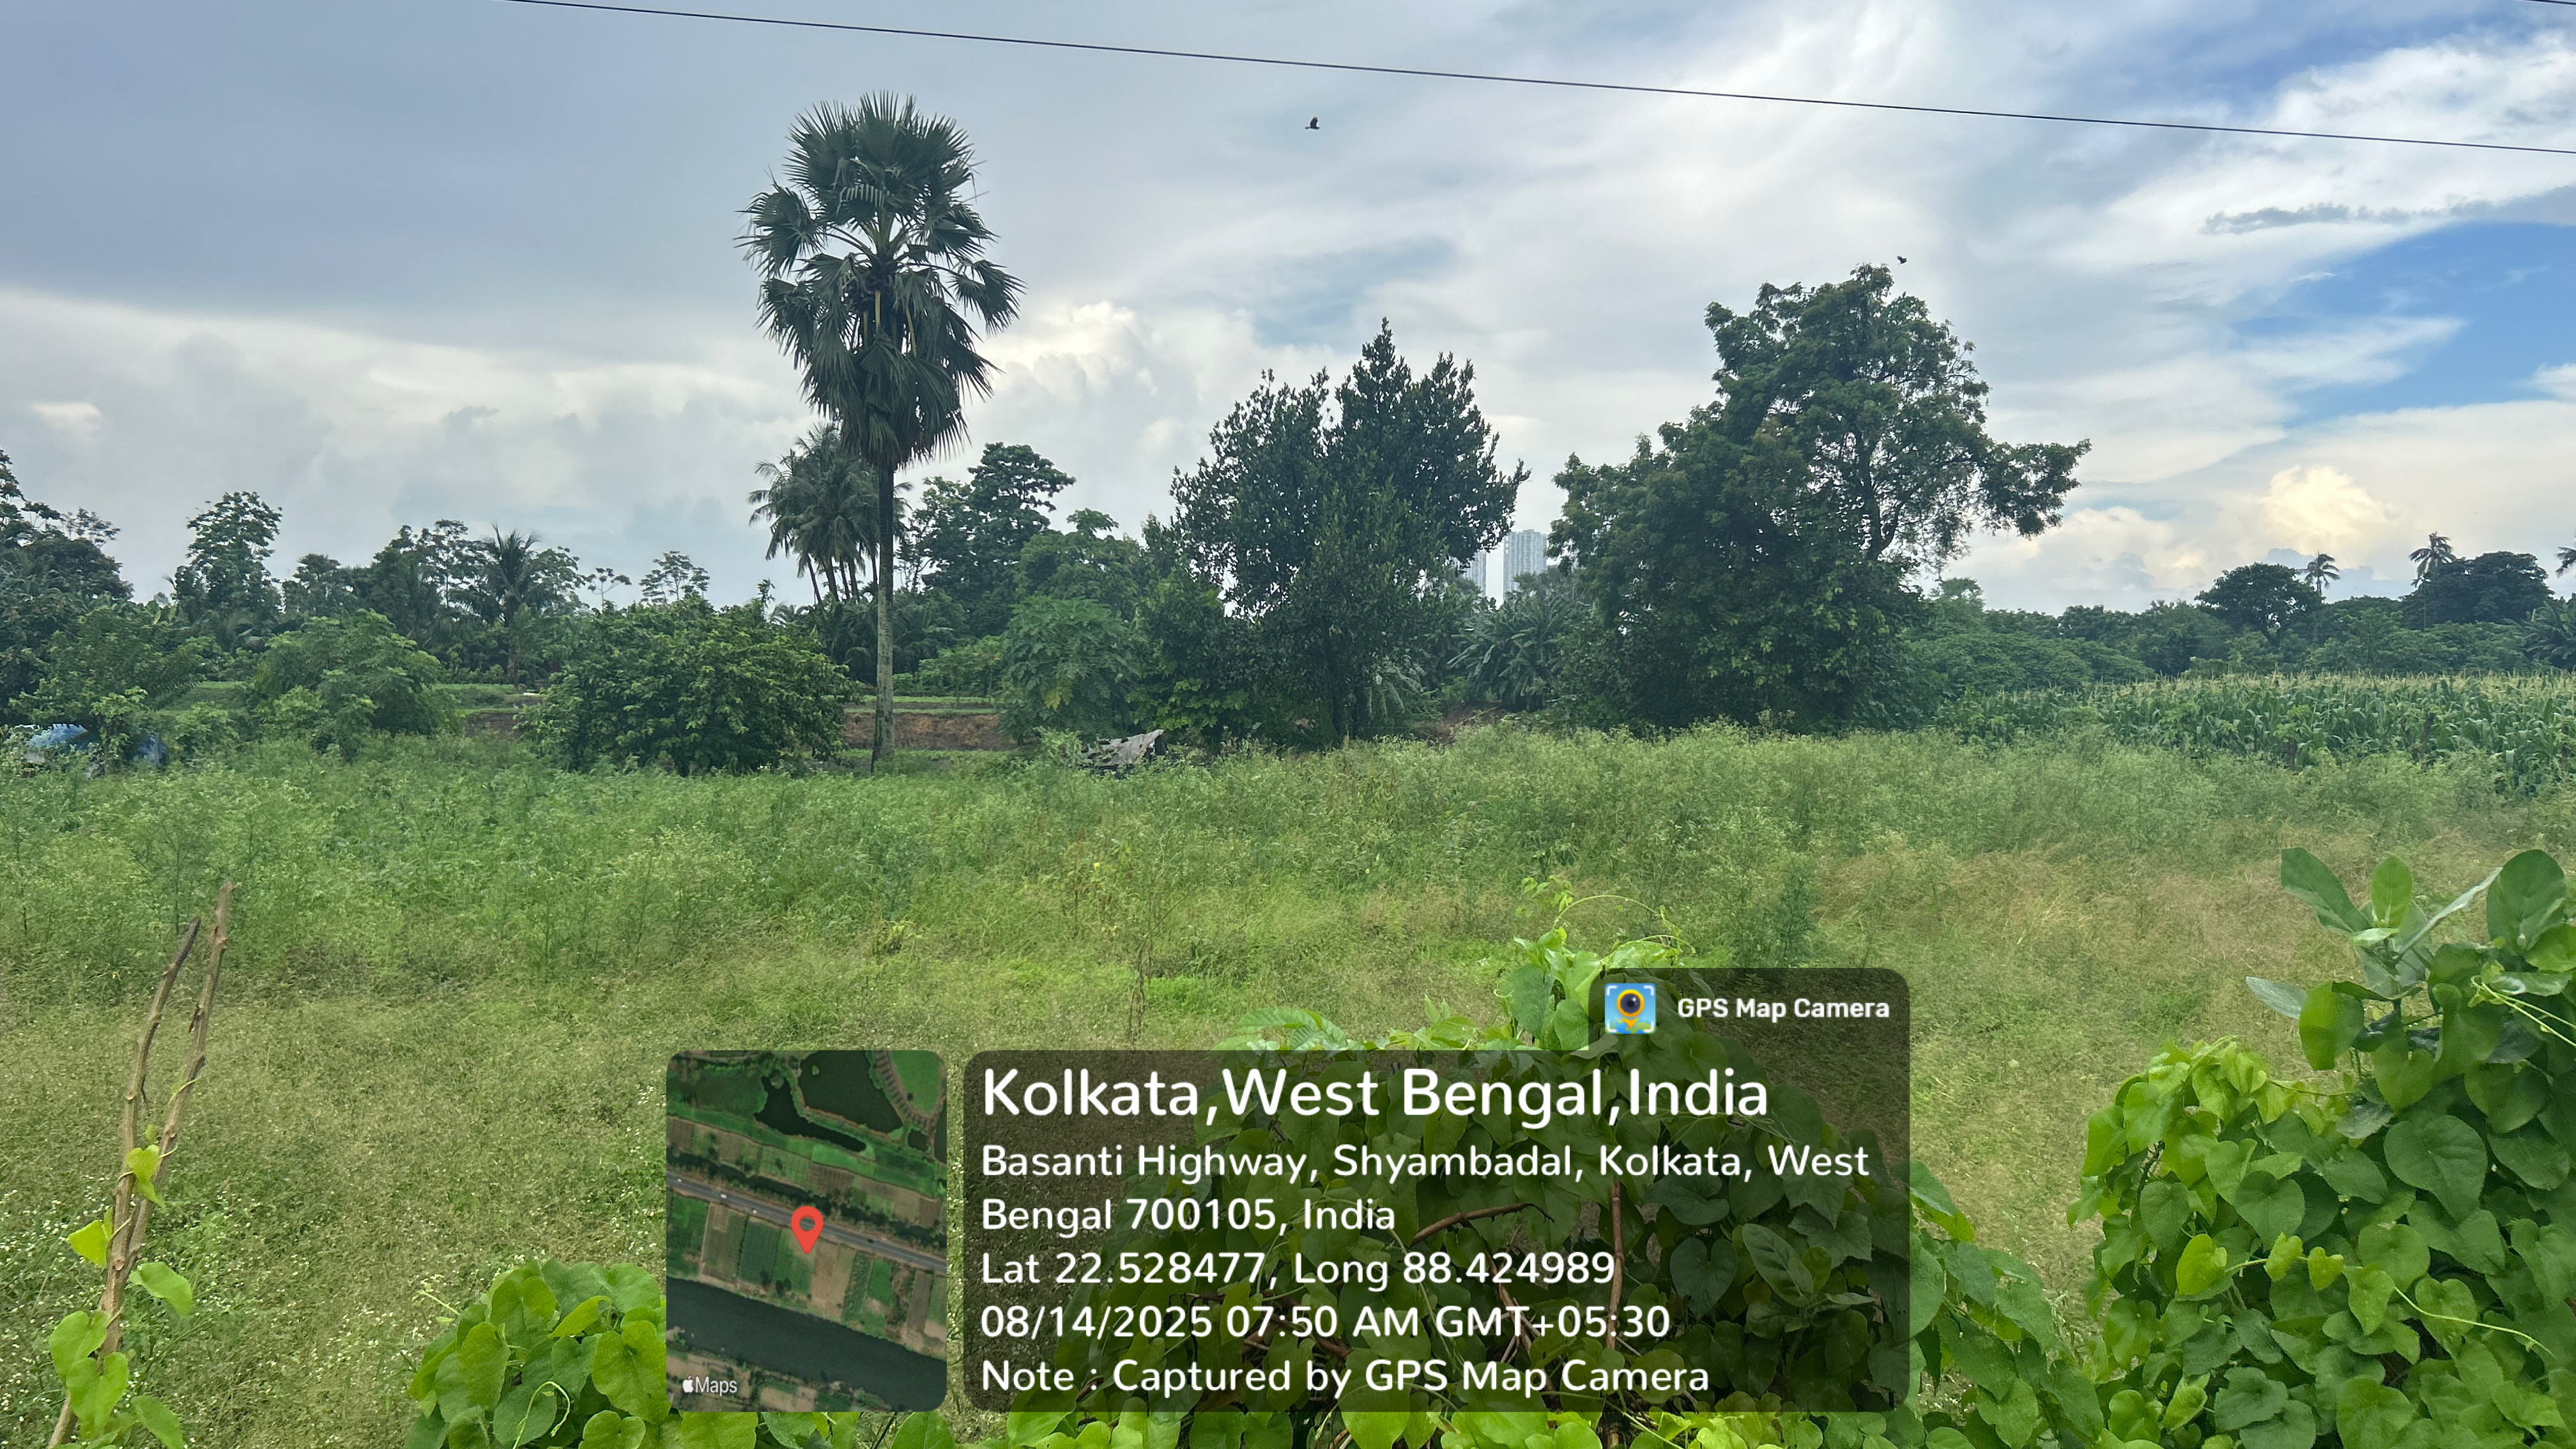 GPS Map Camera
Kolkata,West Bengal,India
Basanti Highway, Shyambadal, Kolkata, West
Bengal 700105, India
Lat 22.528477, Long 88.424989
08/14/2025 07:50 AM GMT+05:30
Note : Captured by GPS Map Camera
Maps